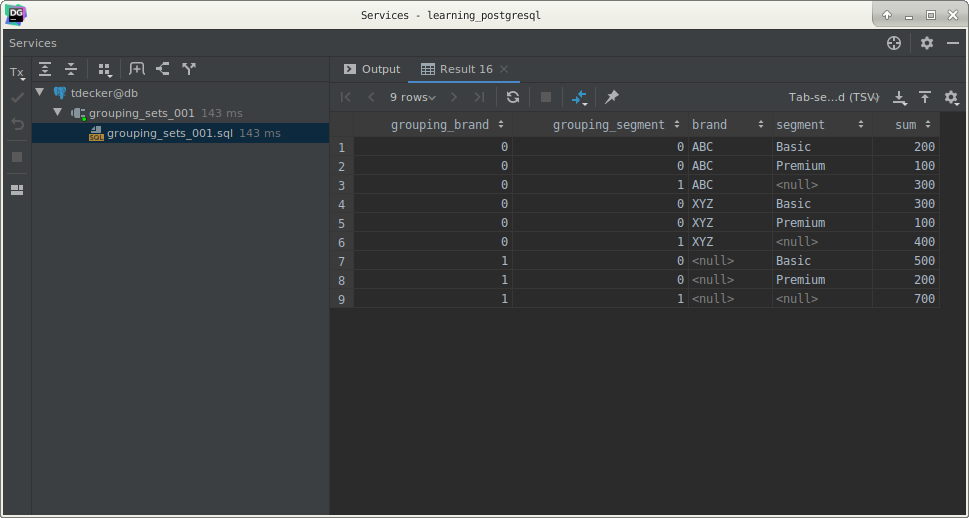 DG
Services - learning_postgresql
Services
Tx
tdecker@db
grouping_sets_001 143 ms
SQL grouping_sets_001.sql 143 ms
Output Result 16
9 rows Tab-se...d (TSV)
grouping_brand grouping_segment brand segment sum
1 0 0 ABC Basic 200
2 0 0 ABC Premium 100
3 0 1 ABC <null> 300
4 0 0 XYZ Basic 300
5 0 0 XYZ Premium 100
6 0 1 XYZ <null> 400
7 1 0 <null> Basic 500
8 1 0 <null> Premium 200
9 1 1 <null> <null> 700